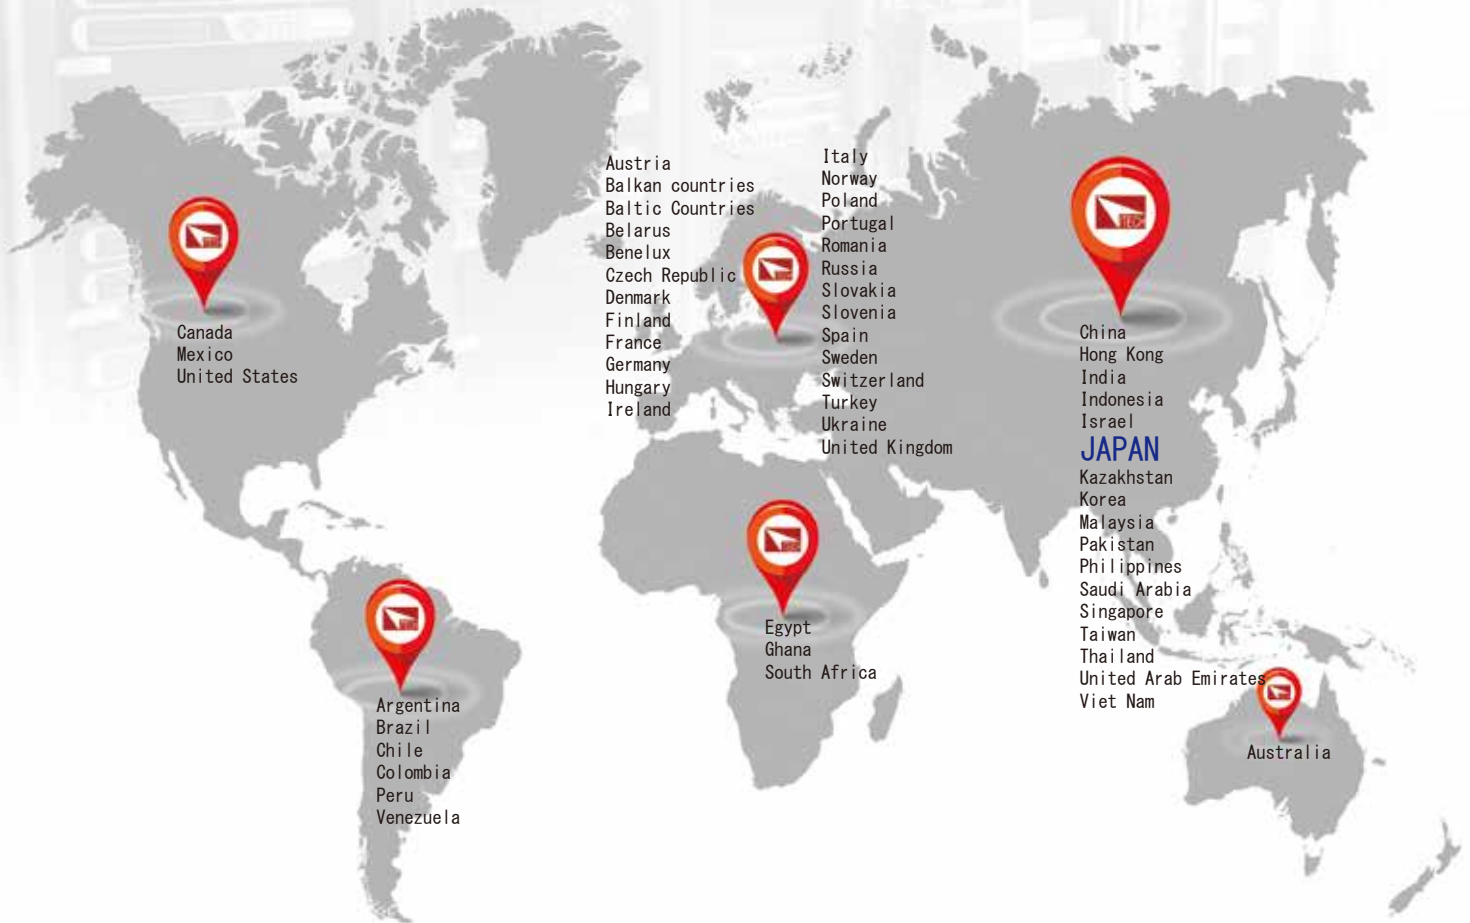 Canada
Mexico
United States
Argentina
Brazil
Chile
Colombia
Peru
Venezuela
Austria
Balkan countries
Baltic Countries
Belarus
Benelux
Czech Republic
Denmark
Finland
France
Germany
Hungary
Ireland
Italy
Norway
Poland
Portugal
Romania
Russia
Slovakia
Slovenia
Spain
Sweden
Switzerland
Turkey
Ukraine
United Kingdom
Egypt
Ghana
South Africa
TECH
China
Hong Kong
India
Indonesia
Israel
JAPAN
Kazakhstan
Korea
Malaysia
Pakistan
Philippines
Saudi Arabia
Singapore
Taiwan
Thailand
United Arab Emirates
Viet Nam
Australia